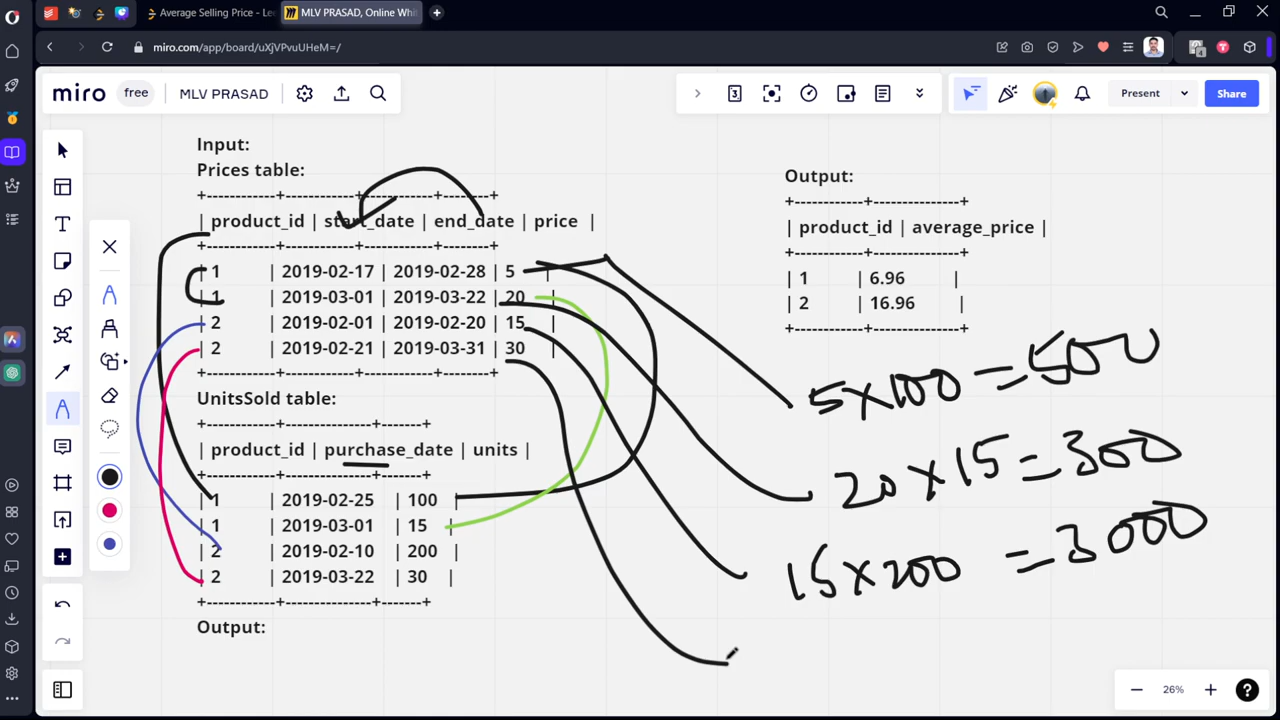 Average Selling Price - Lee
MLV PRASAD, Online Whi
miro.com/app/board/uXjVPvuUHeM=/
miro free MLV PRASAD
Present
Share
Input:
Prices table:
+------------+------------+------------+--------+
| product_id | start_date | end_date | price |
+------------+------------+------------+--------+
| 1 | 2019-02-17 | 2019-02-28 | 5 |
| 1 | 2019-03-01 | 2019-03-22 | 20 |
| 2 | 2019-02-01 | 2019-02-20 | 15 |
| 2 | 2019-02-21 | 2019-03-31 | 30 |
+------------+------------+------------+--------+
UnitsSold table:
+------------+---------------+-------+
| product_id | purchase_date | units |
+------------+---------------+-------+
| 1 | 2019-02-25 | 100 |
| 1 | 2019-03-01 | 15 |
| 2 | 2019-02-10 | 200 |
| 2 | 2019-03-22 | 30 |
+------------+---------------+-------+
Output:
Output:
+------------+---------------+
| product_id | average_price |
+------------+---------------+
| 1 | 6.96 |
| 2 | 16.96 |
+------------+---------------+
5x100 = 500
20 x 15 = 300
15x200 = 3000
26%